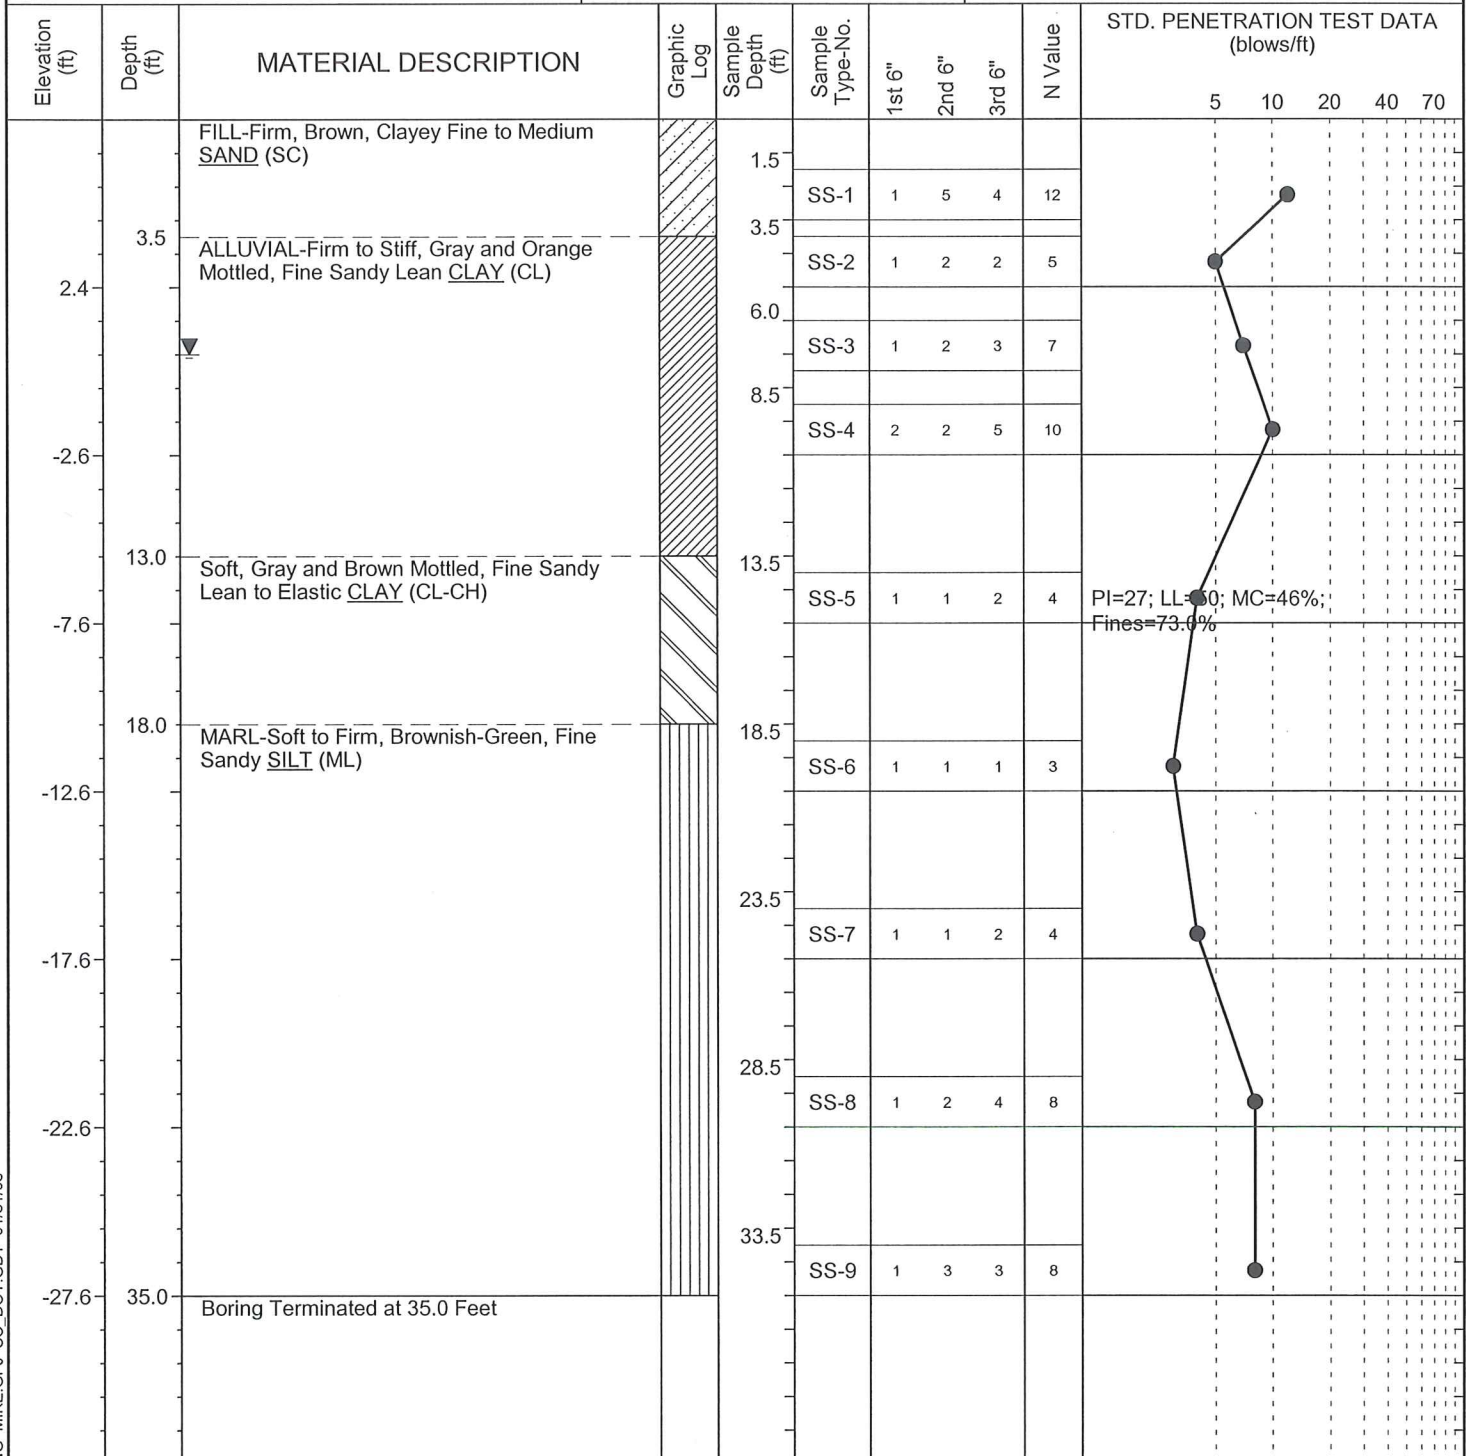 Elevation
(ft)
Depth
(ft)
MATERIAL DESCRIPTION
Graphic
Log
Sample
Depth
(ft)
Sample
Type-No.
1st 6"
2nd 6"
3rd 6"
N Value
STD. PENETRATION TEST DATA
(blows/ft)
5 10 20 40 70
FILL-Firm, Brown, Clayey Fine to Medium
SAND (SC)
1.5
SS-1 1 5 4 12
3.5
3.5
ALLUVIAL-Firm to Stiff, Gray and Orange
Mottled, Fine Sandy Lean CLAY (CL)
SS-2 1 2 2 5
2.4
6.0
SS-3 1 2 3 7
8.5
SS-4 2 2 5 10
-2.6
13.0
13.5
Soft, Gray and Brown Mottled, Fine Sandy
Lean to Elastic CLAY (CL-CH)
SS-5 1 1 2 4
PI=27; LL=50; MC=46%;
Fines=73.0%
-7.6
18.0
18.5
MARL-Soft to Firm, Brownish-Green, Fine
Sandy SILT (ML)
SS-6 1 1 1 3
-12.6
23.5
SS-7 1 1 2 4
-17.6
28.5
SS-8 1 2 4 8
-22.6
33.5
SS-9 1 3 3 8
-27.6 35.0
Boring Terminated at 35.0 Feet